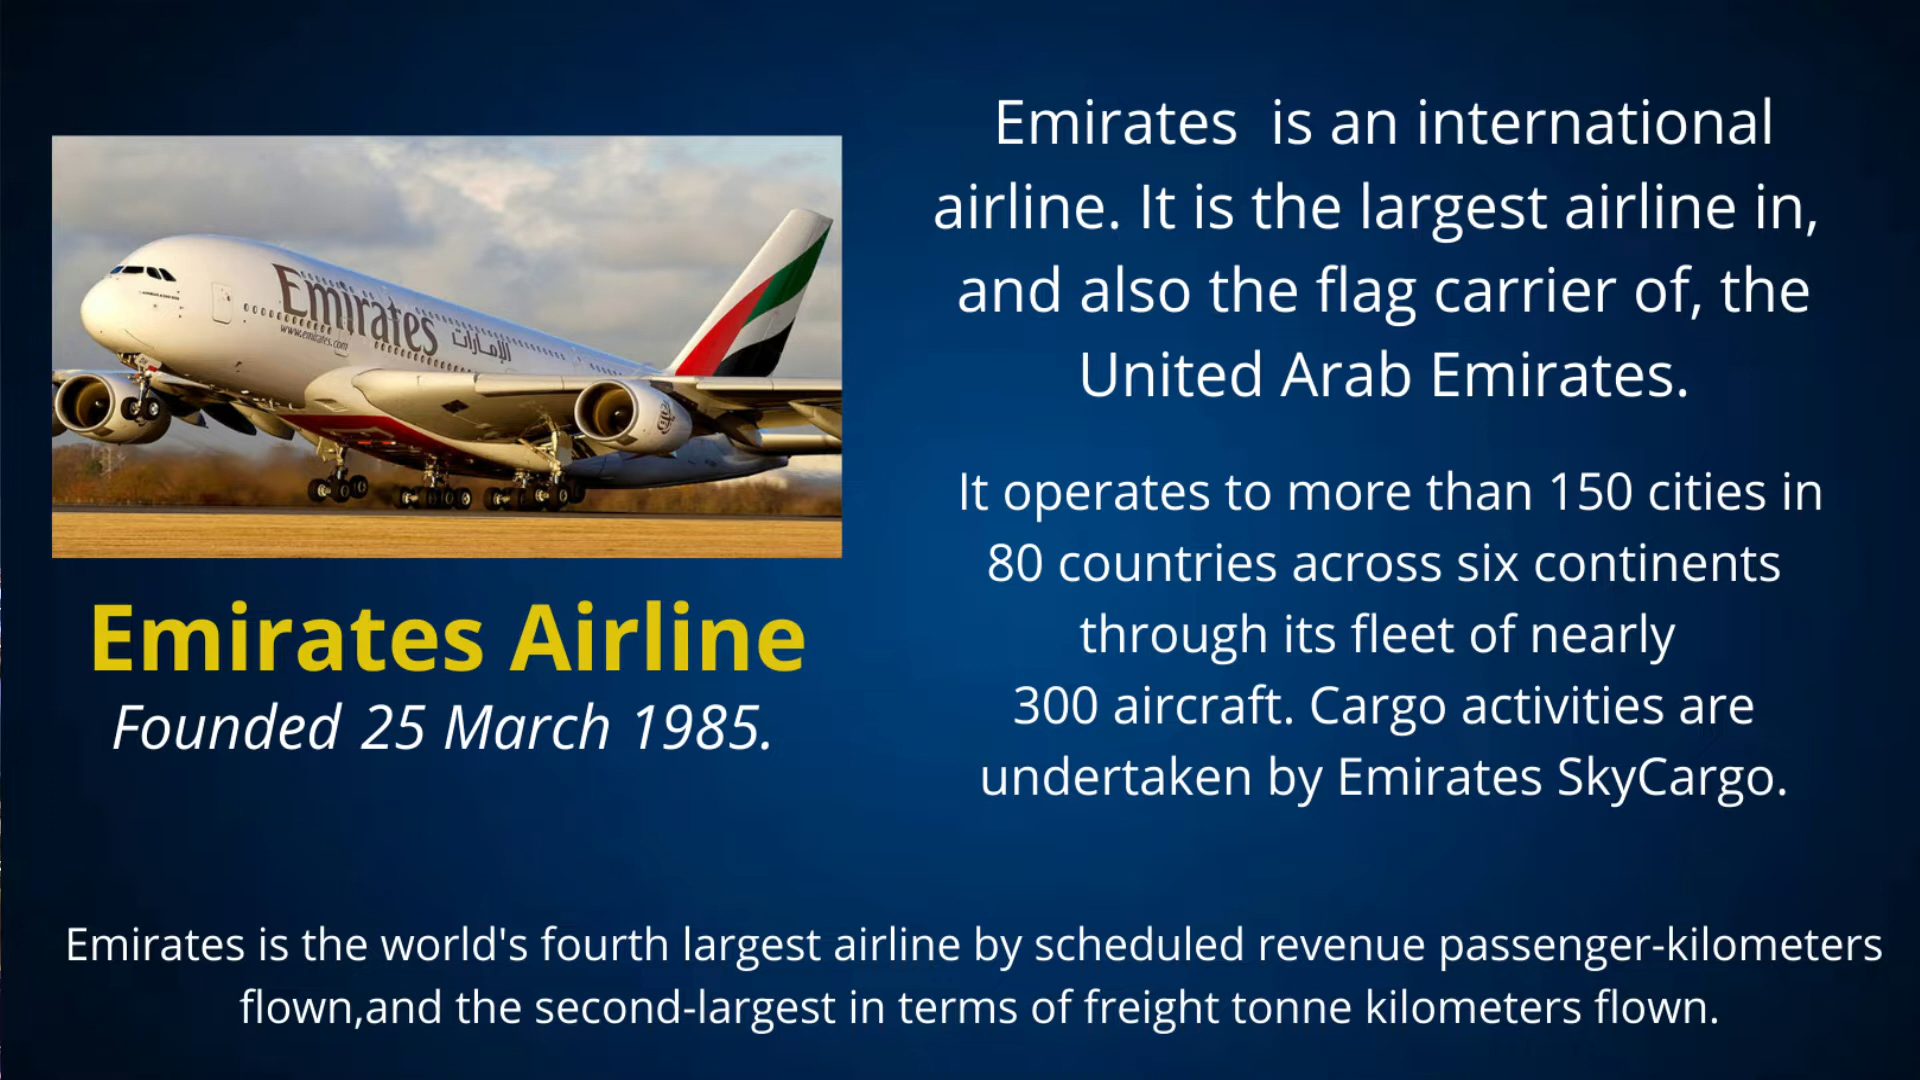 Emirates
www.emirates.com
الإمارات
Emirates Airline
Founded 25 March 1985.
Emirates  is an international
airline. It is the largest airline in,
and also the flag carrier of, the
United Arab Emirates.
It operates to more than 150 cities in
80 countries across six continents
through its fleet of nearly
300 aircraft. Cargo activities are
undertaken by Emirates SkyCargo.
Emirates is the world's fourth largest airline by scheduled revenue passenger-kilometers
flown,and the second-largest in terms of freight tonne kilometers flown.